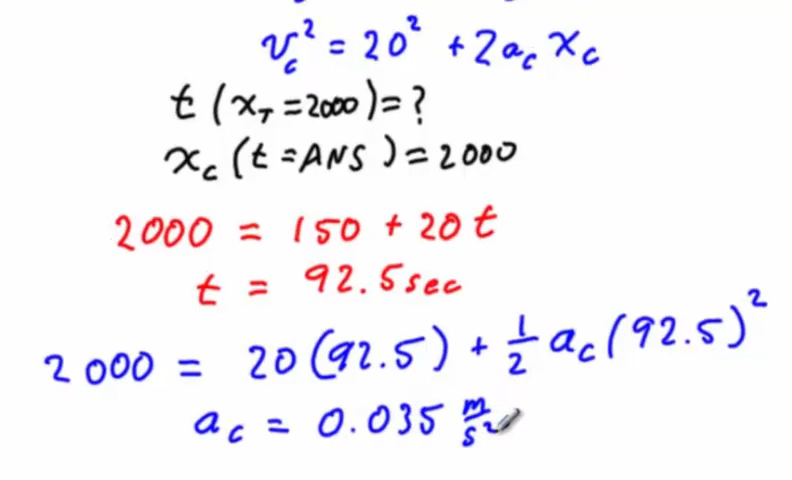 v_c² = 20² + 2a_c x_c
t (x_T = 2000) = ?
x_c (t = ANS) = 2000
2000 = 150 + 20t
t = 92.5 sec
2000 = 20(92.5) + 1/2 a_c (92.5)²
a_c = 0.035 m/s²